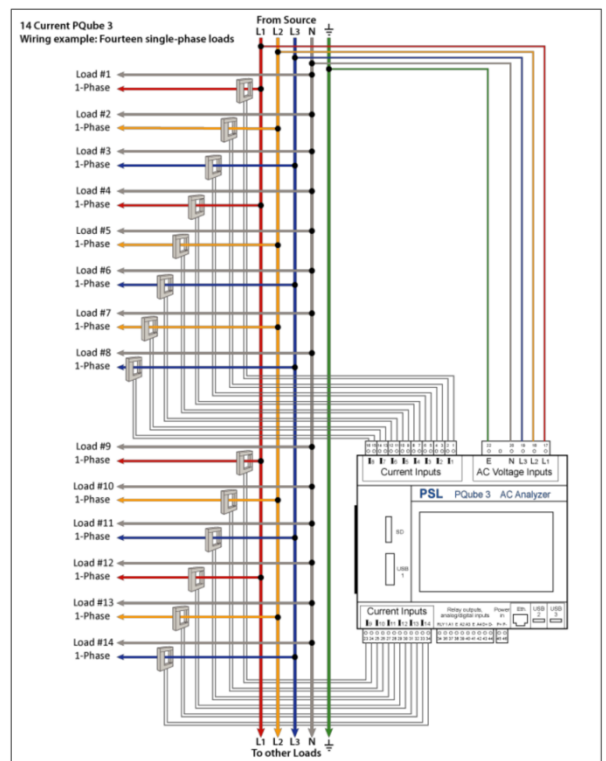 14 Current PQube 3
Wiring example: Fourteen single-phase loads
From Source
L1 L2 L3 N
Load #1
1-Phase
Load #2
1-Phase
Load #3
1-Phase
Load #4
1-Phase
Load #5
1-Phase
Load #6
1-Phase
Load #7
1-Phase
Load #8
1-Phase
Load #9
1-Phase
Load #10
1-Phase
Load #11
1-Phase
Load #12
1-Phase
Load #13
1-Phase
Load #14
1-Phase
E N L3 L2 L1
Current Inputs
AC Voltage Inputs
PSL PQube 3 AC Analyzer
SD
USB
1
Current Inputs
Relay outputs,
analog/digital inputs
Power
in
Eth.
USB
2
USB
3
L1 L2 L3 N
To other Loads